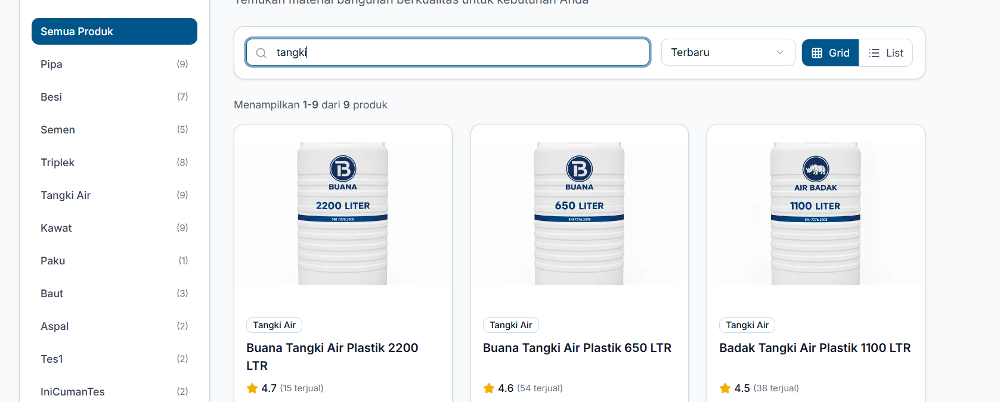 Temukan material bangunan berkualitas untuk kebutuhan Anda
Semua Produk
Pipa (9)
Besi (7)
Semen (5)
Triplek (8)
Tangki Air (9)
Kawat (9)
Paku (1)
Baut (3)
Aspal (2)
Tes1 (2)
IniCumanTes (2)
tangki
Terbaru
Grid
List
Menampilkan 1-9 dari 9 produk
B
BUANA
2200 LITER
SNI 7276:2008
Tangki Air
Buana Tangki Air Plastik 2200
LTR
4.7 (15 terjual)
B
BUANA
650 LITER
SNI 7276:2008
Tangki Air
Buana Tangki Air Plastik 650 LTR
4.6 (54 terjual)
AIR BADAK
1100 LITER
SNI 7276:2008
Tangki Air
Badak Tangki Air Plastik 1100 LTR
4.5 (38 terjual)